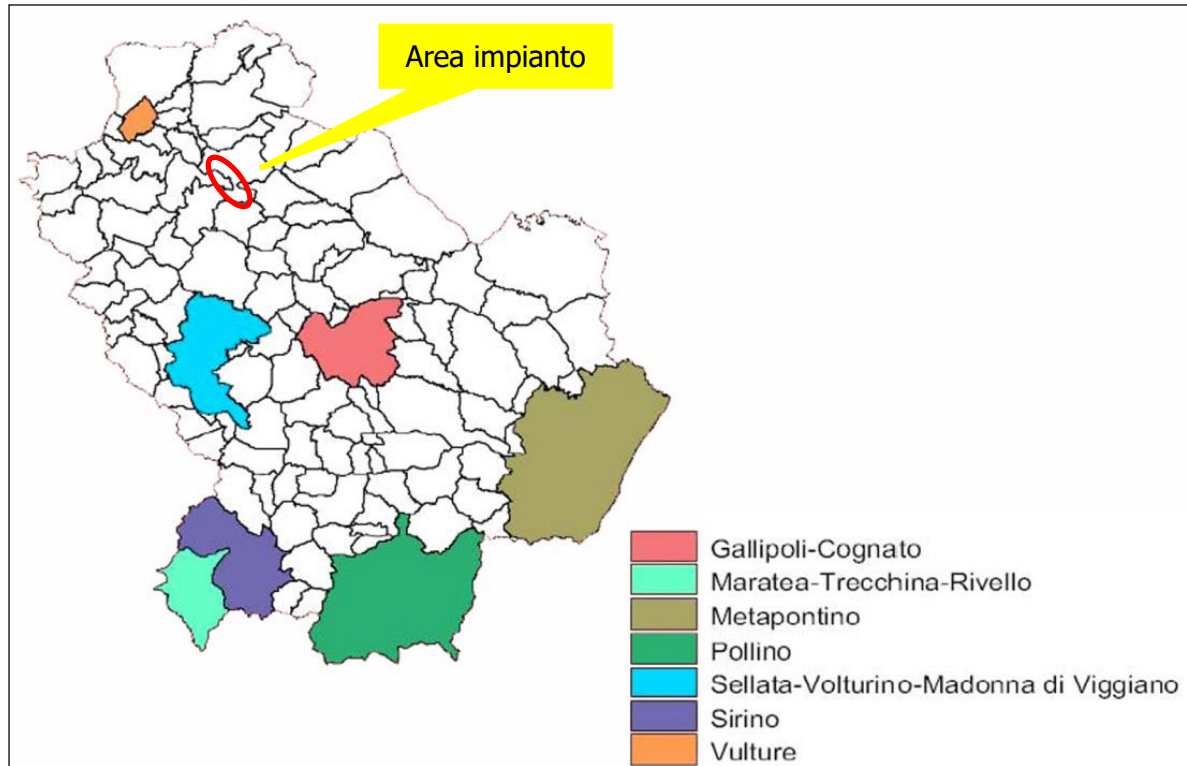 Area impianto
Gallipoli-Cognato
Maratea-Trecchina-Rivello
Metapontino
Pollino
Sellata-Volturino-Madonna di Viggiano
Sirino
Vulture